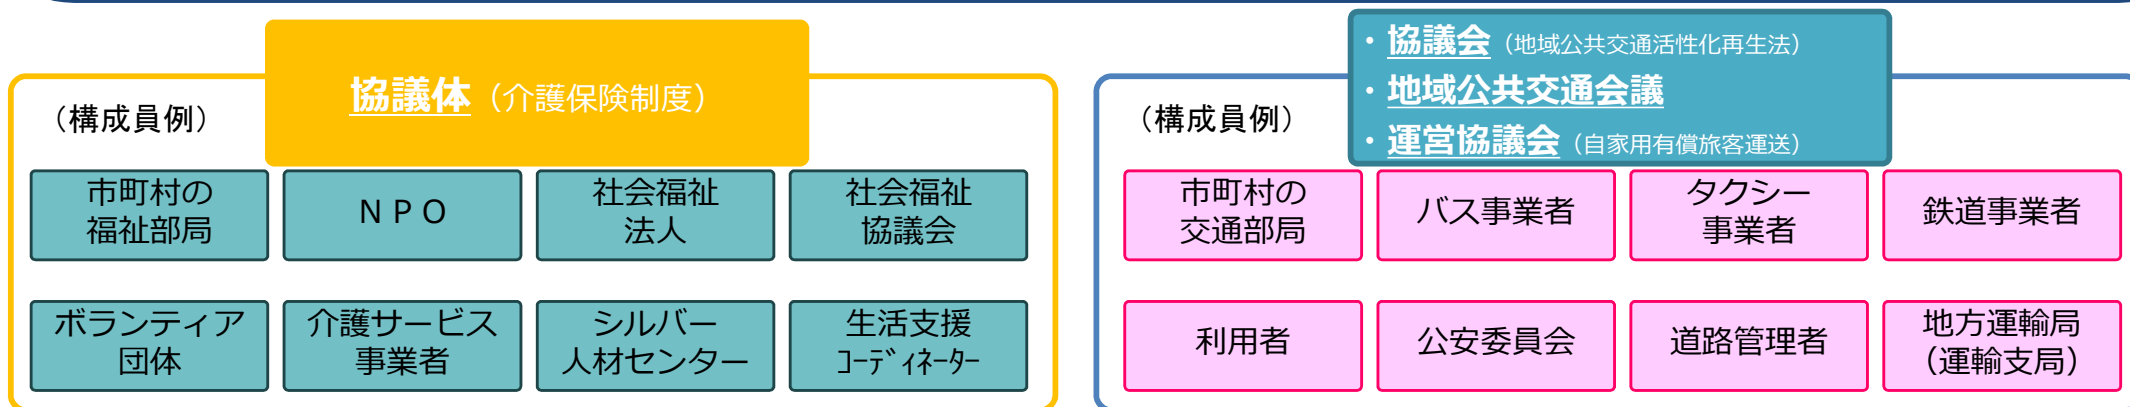 協議体（介護保険制度）
（構成員例）
市町村の
福祉部局
ＮＰＯ
社会福祉
法人
社会福祉
協議会
ボランティア
団体
介護サービス
事業者
シルバー
人材センター
生活支援
ｺｰﾃﾞｨﾈｰﾀｰ
・協議会（地域公共交通活性化再生法）
・地域公共交通会議
・運営協議会（自家用有償旅客運送）
（構成員例）
市町村の
交通部局
バス事業者
タクシー
事業者
鉄道事業者
利用者
公安委員会
道路管理者
地方運輸局
（運輸支局）